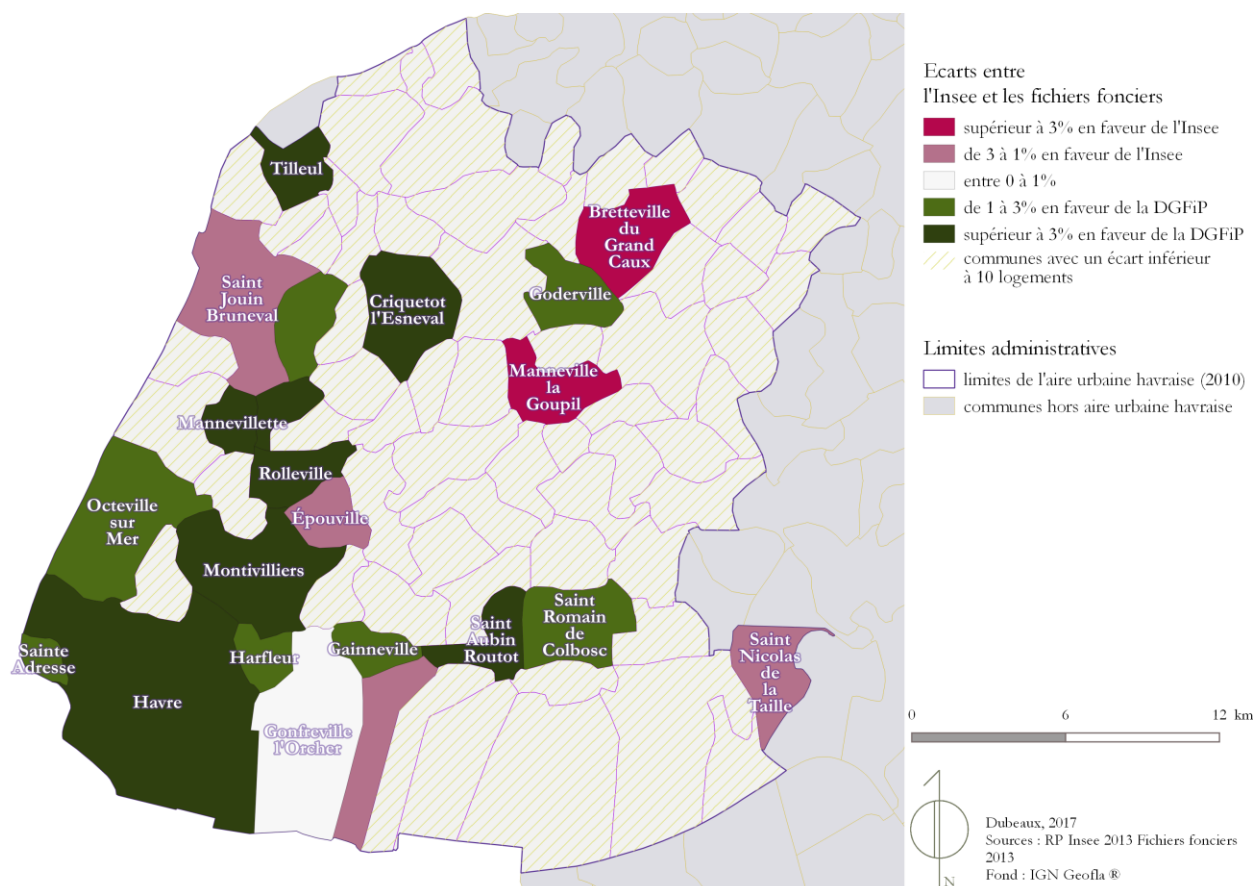 Tilleul
Bretteville
du
Grand
Caux
Saint
Jouin
Bruneval
Criquetot
l'Esneval
Goderville
Manneville
la
Goupil
Mannevillette
Rolleville
Octeville
sur
Mer
Épouville
Montivilliers
Saint
Romain
de
Colbosc
Saint
Aubin
Routot
Sainte
Adresse
Harfleur
Gainneville
Saint
Nicolas
de
la
Taille
Havre
Gonfreville
l'Orcher
Ecarts entre
l'Insee et les fichiers fonciers
supérieur à 3% en faveur de l'Insee
de 3 à 1% en faveur de l'Insee
entre 0 à 1%
de 1 à 3% en faveur de la DGFiP
supérieur à 3% en faveur de la DGFiP
communes avec un écart inférieur
à 10 logements
Limites administratives
limites de l'aire urbaine havraise (2010)
communes hors aire urbaine havraise
0 6 12 km
N
Dubeaux, 2017
Sources : RP Insee 2013 Fichiers fonciers
2013
Fond : IGN Geofla ®